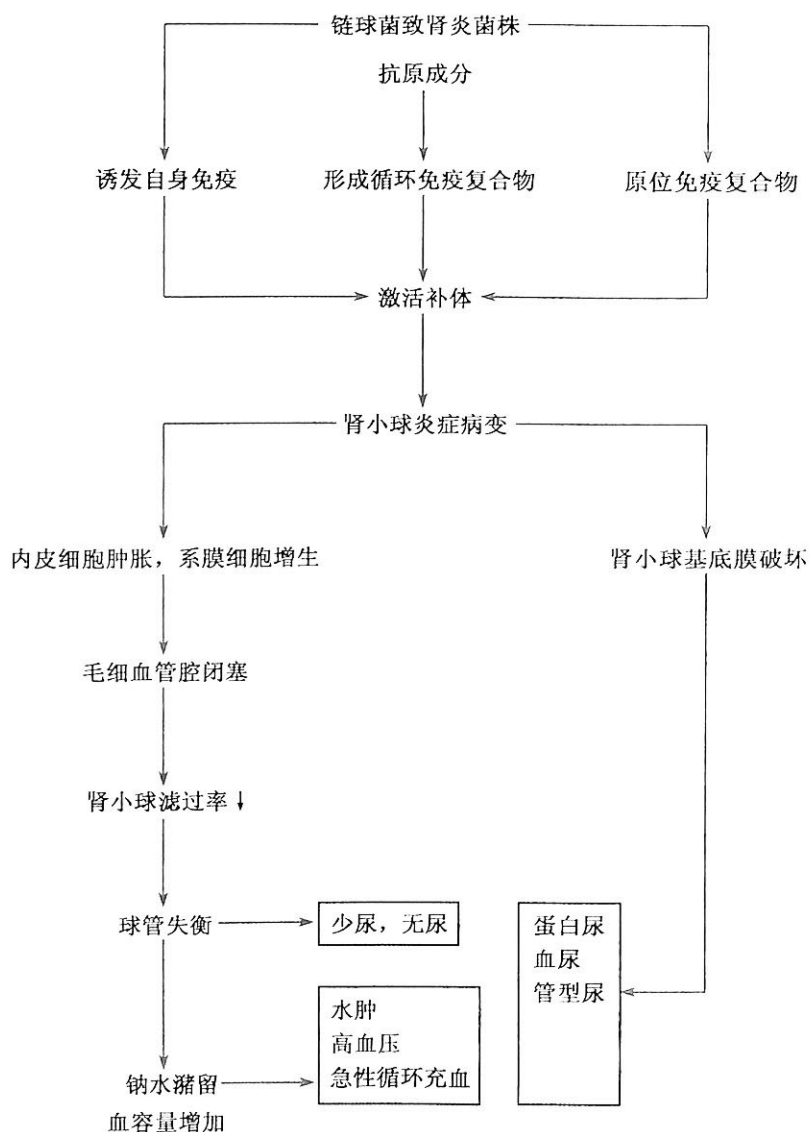 链球菌致肾炎菌株
抗原成分
诱发自身免疫
形成循环免疫复合物
原位免疫复合物
激活补体
肾小球炎症病变
内皮细胞肿胀，系膜细胞增生
肾小球基底膜破坏
毛细血管腔闭塞
肾小球滤过率↓
球管失衡
少尿，无尿
蛋白尿
血尿
管型尿
水肿
高血压
急性循环充血
钠水潴留
血容量增加